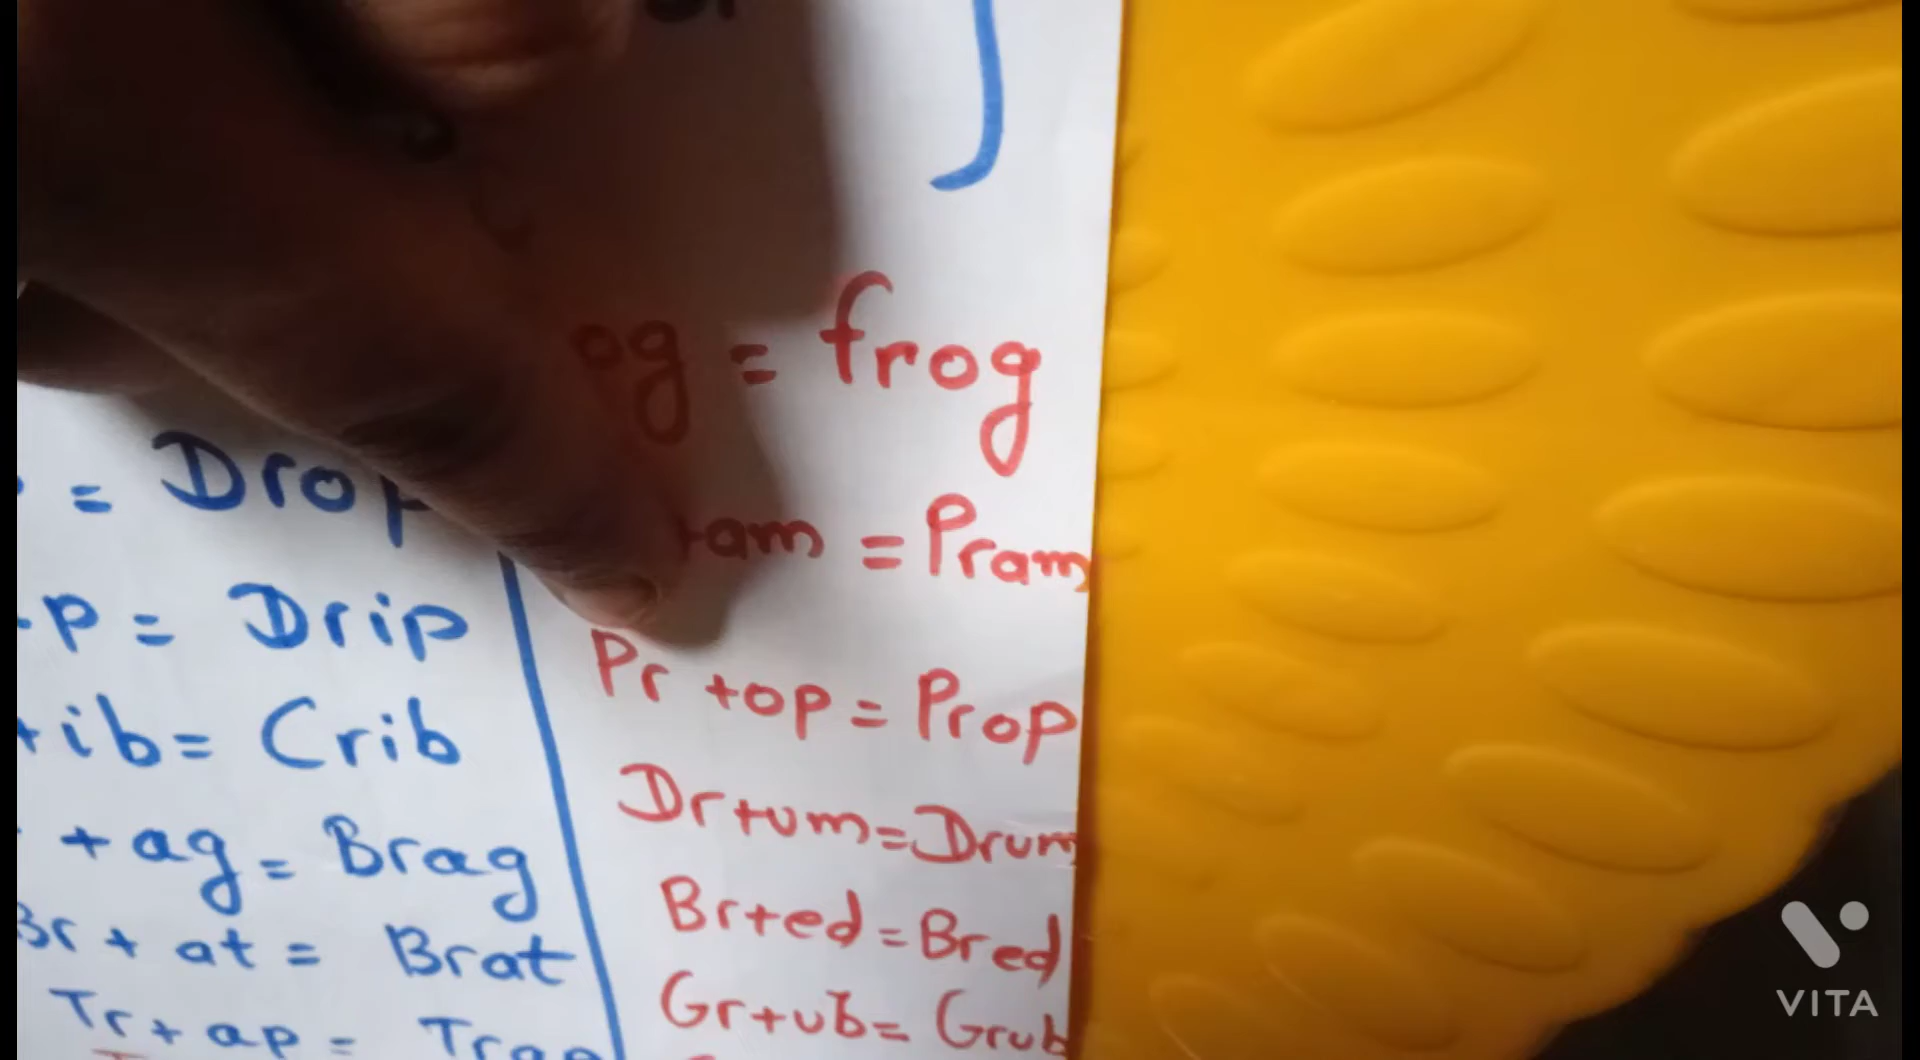 og = frog
+am = Pram
Pr +op = Prop
Dr+um=Drum
Br+ed=Bred
Gr+ub= Grub
= Drop
p = Drip
+ib= Crib
+ ag= Brag
Br + at = Brat
Tr+ap = Trap
VITA